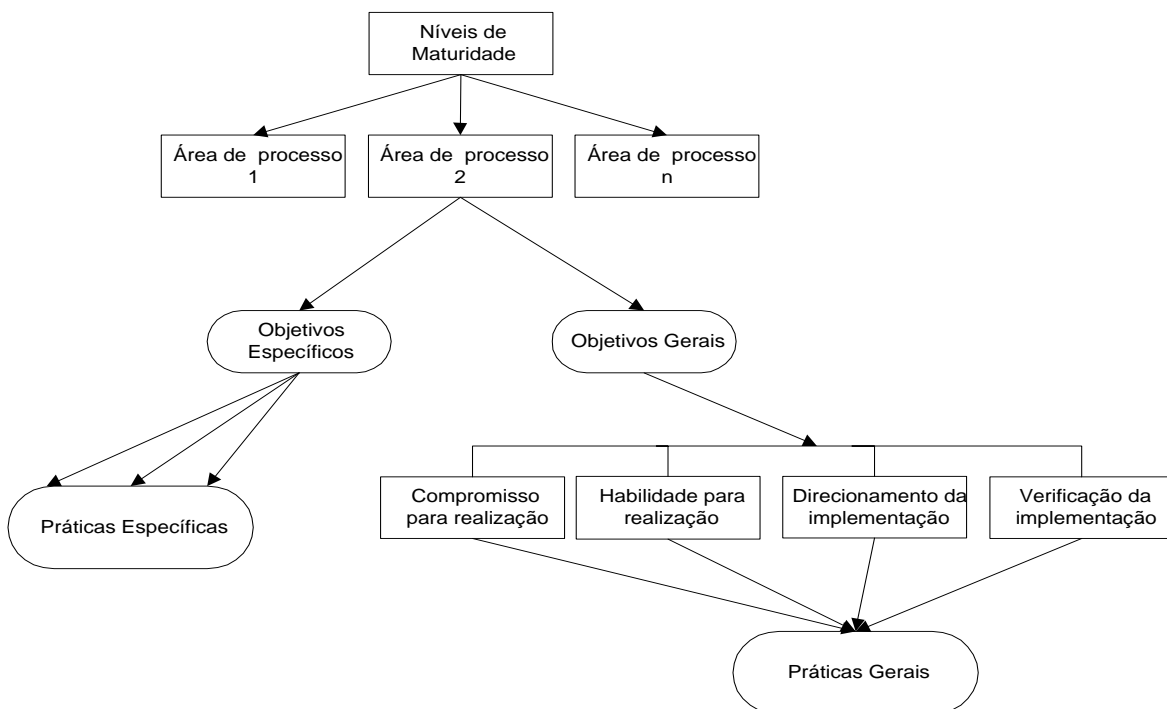 Níveis de
Maturidade
Área de processo
1
Área de processo
2
Área de processo
n
Objetivos
Específicos
Objetivos Gerais
Compromisso
para realização
Habilidade para
realização
Direcionamento da
implementação
Verificação da
implementação
Práticas Específicas
Práticas Gerais